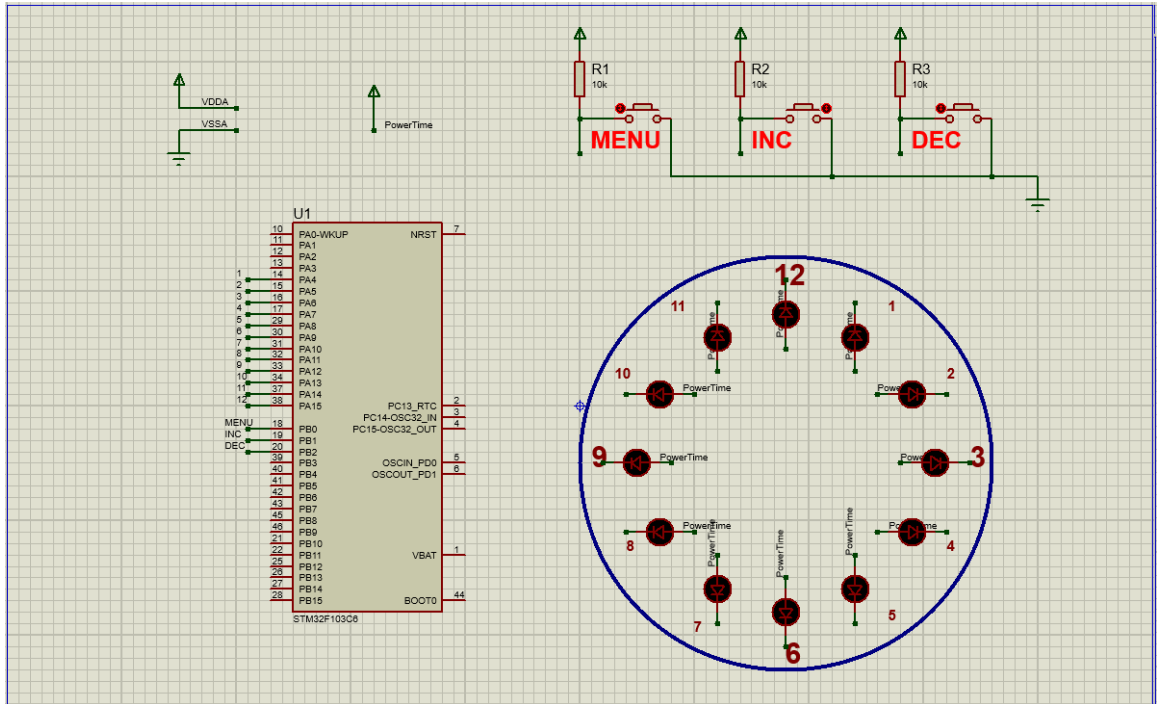 VDDA
VSSA
PowerTime
R1
10k
MENU
R2
10k
INC
R3
10k
DEC
U1
10 PA0-WKUP NRST 7
11 PA1
12 PA2
13 PA3
1 14 PA4
2 15 PA5
3 16 PA6
4 17 PA7
5 29 PA8
6 30 PA9
7 31 PA10
8 32 PA11
9 33 PA12
10 34 PA13
11 37 PA14
12 38 PA15
PC13_RTC 2
PC14-OSC32_IN 3
PC15-OSC32_OUT 4
MENU 18 PB0
INC 19 PB1
DEC 20 PB2
39 PB3
40 PB4
41 PB5
42 PB6
43 PB7
45 PB8
46 PB9
21 PB10
22 PB11
25 PB12
26 PB13
27 PB14
28 PB15
OSCIN_PD0 5
OSCOUT_PD1 6
VBAT 1
BOOT0 44
STM32F103C6
12
11
1
10
PowerTime
2
9
PowerTime
3
8
PowerTime
4
PowerTime
PowerTime
PowerTime
7
6
5